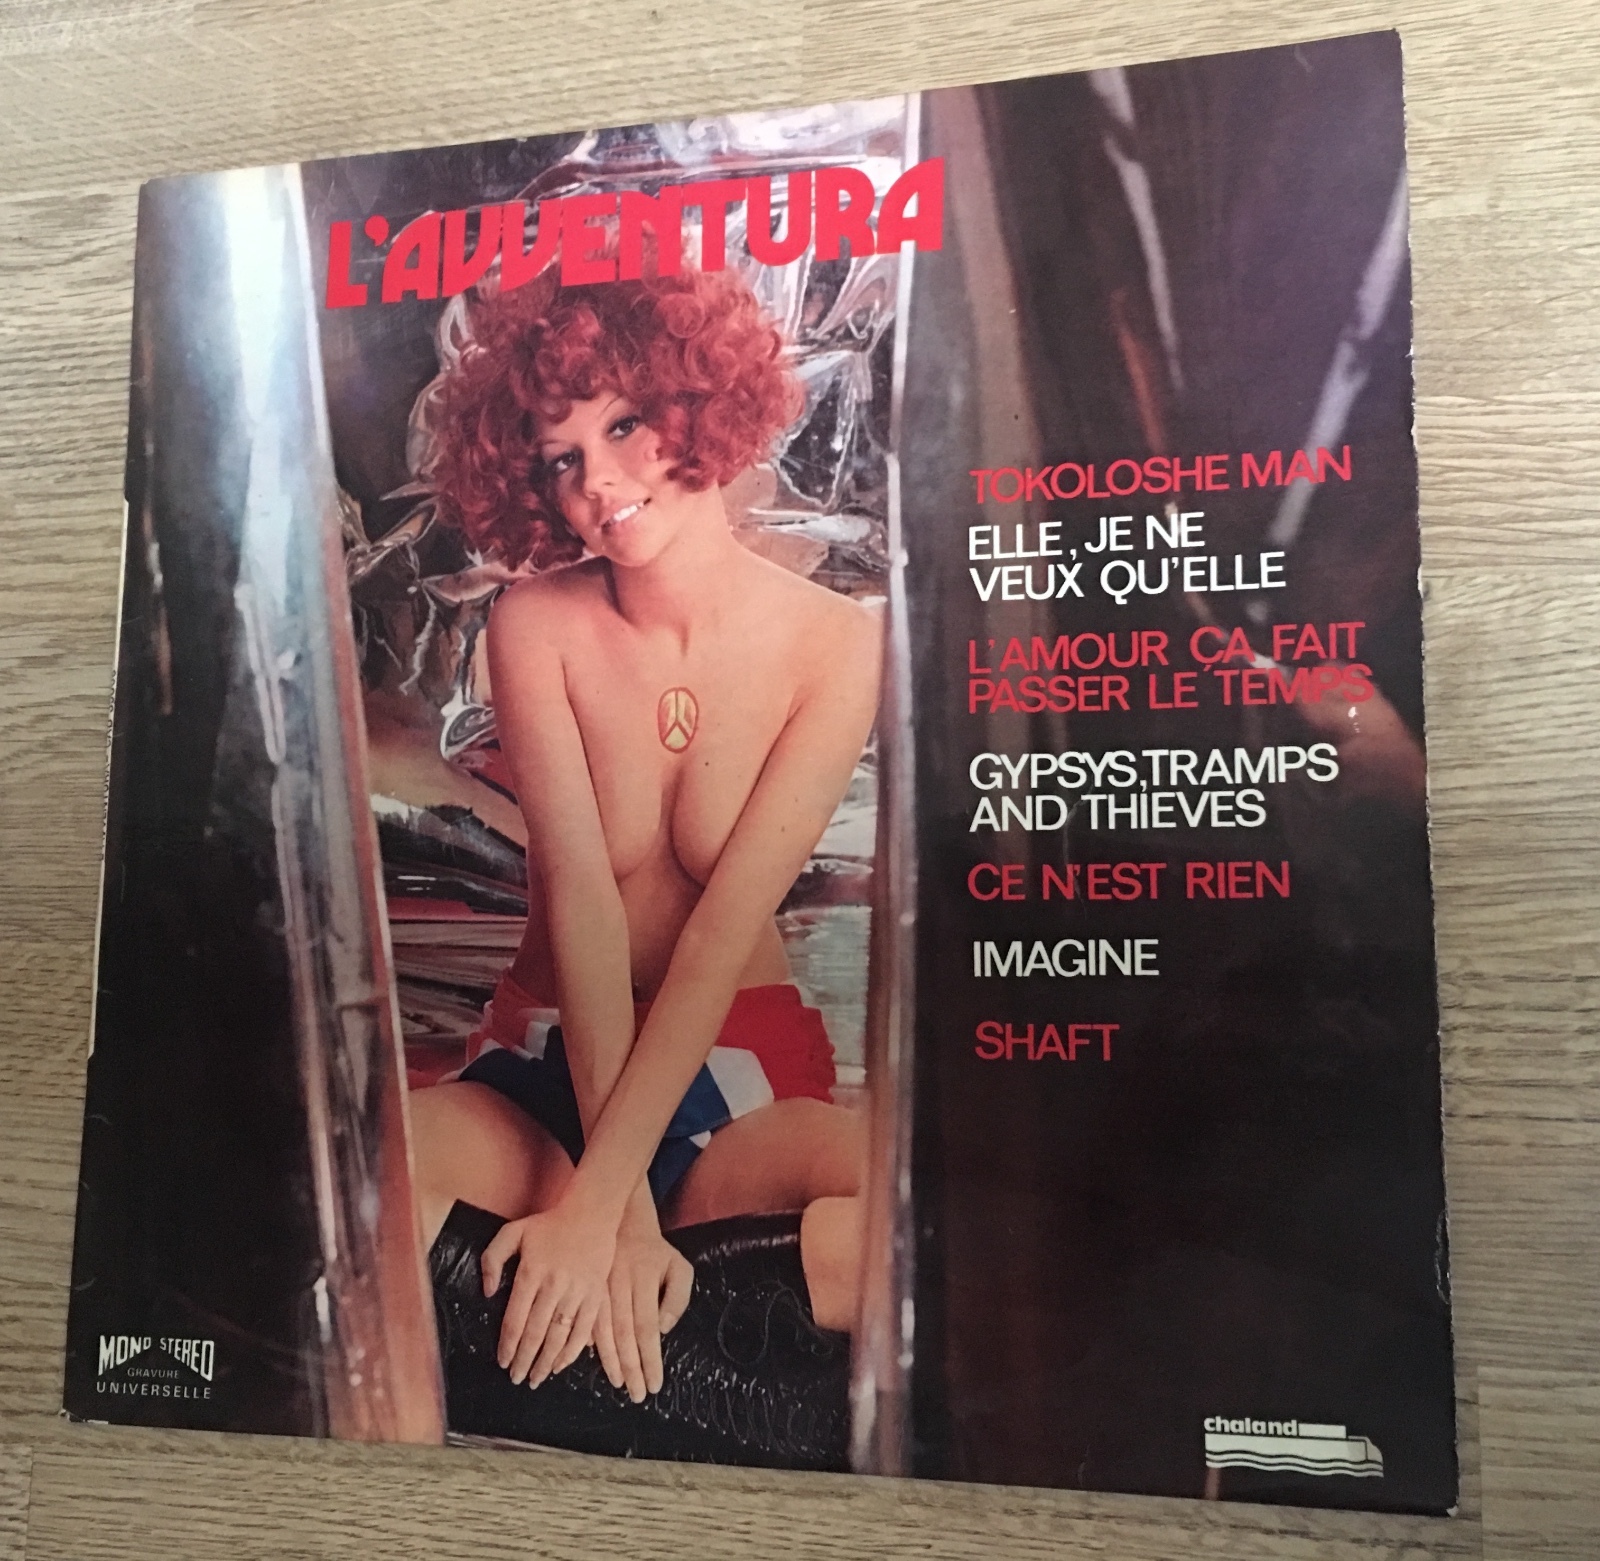 L'AVVENTURA
TOKOLOSHE MAN
ELLE, JE NE
VEUX QU'ELLE
L'AMOUR ÇA FAIT
PASSER LE TEMPS
GYPSYS,TRAMPS
AND THIEVES
CE N'EST RIEN
IMAGINE
SHAFT
MONO STEREO
GRAVURE
UNIVERSELLE
chaland